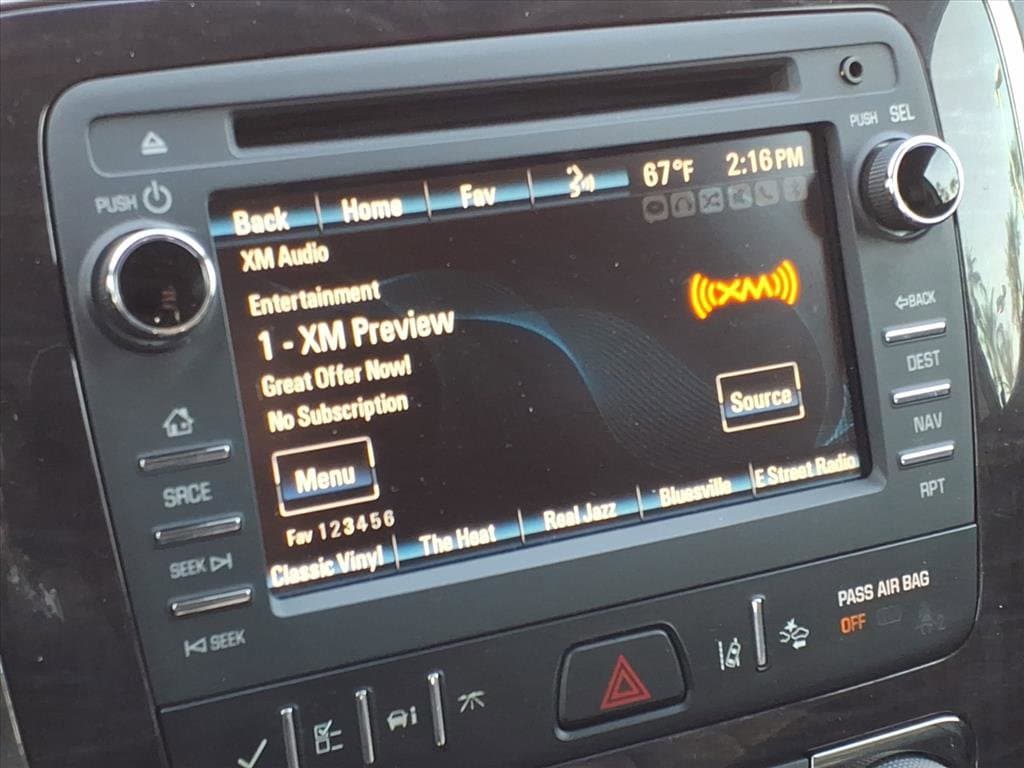 PUSH SEL
PUSH
Back Home Fav 67°F 2:16PM
XM Audio
Entertainment
1 - XM Preview
Great Offer Now!
No Subscription
((XM))
Menu
Source
Fav 1 2 3 4 5 6
Classic Vinyl The Heat Real Jazz Bluesville E Street Radio
SRCE
SEEK
SEEK
BACK
DEST
NAV
RPT
PASS AIR BAG
OFF